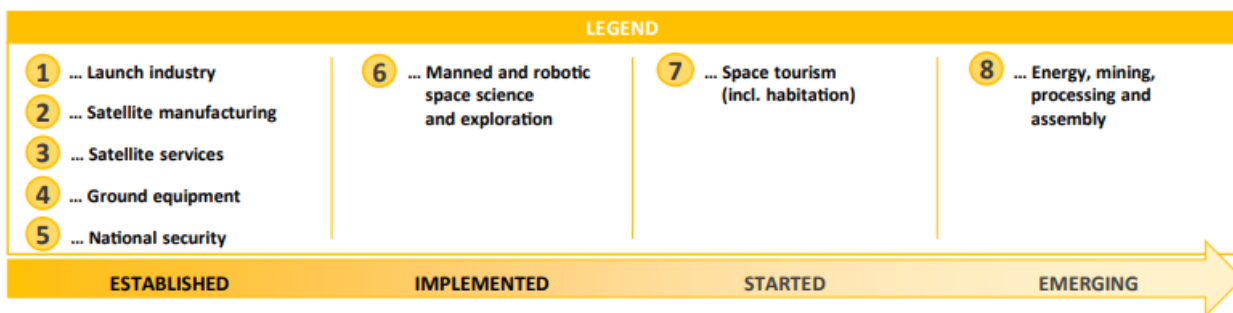 LEGEND
1 ... Launch industry
2 ... Satellite manufacturing
3 ... Satellite services
4 ... Ground equipment
5 ... National security
6 ... Manned and robotic
space science
and exploration
7 ... Space tourism
(incl. habitation)
8 ... Energy, mining,
processing and
assembly
ESTABLISHED
IMPLEMENTED
STARTED
EMERGING